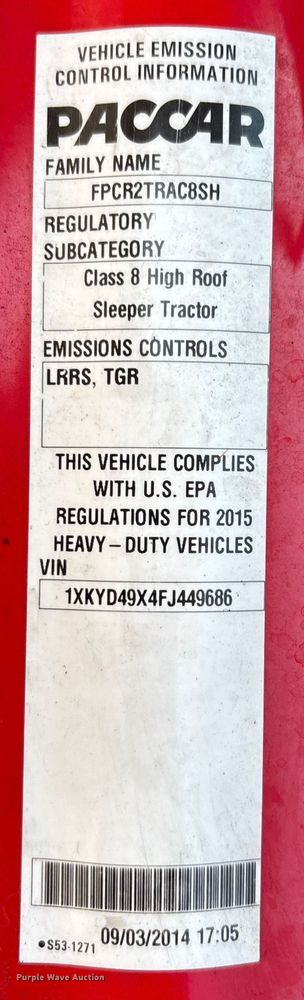 VEHICLE EMISSION
CONTROL INFORMATION
PACCAR
FAMILY NAME
FPCR2TRAC8SH
REGULATORY
SUBCATEGORY
Class 8 High Roof
Sleeper Tractor
EMISSIONS CONTROLS
LRRS, TGR
THIS VEHICLE COMPLIES
WITH U.S. EPA
REGULATIONS FOR 2015
HEAVY-DUTY VEHICLES
VIN
1XKYD49X4FJ449686
•S53-1271 09/03/2014 17:05
Purple Wave Auction